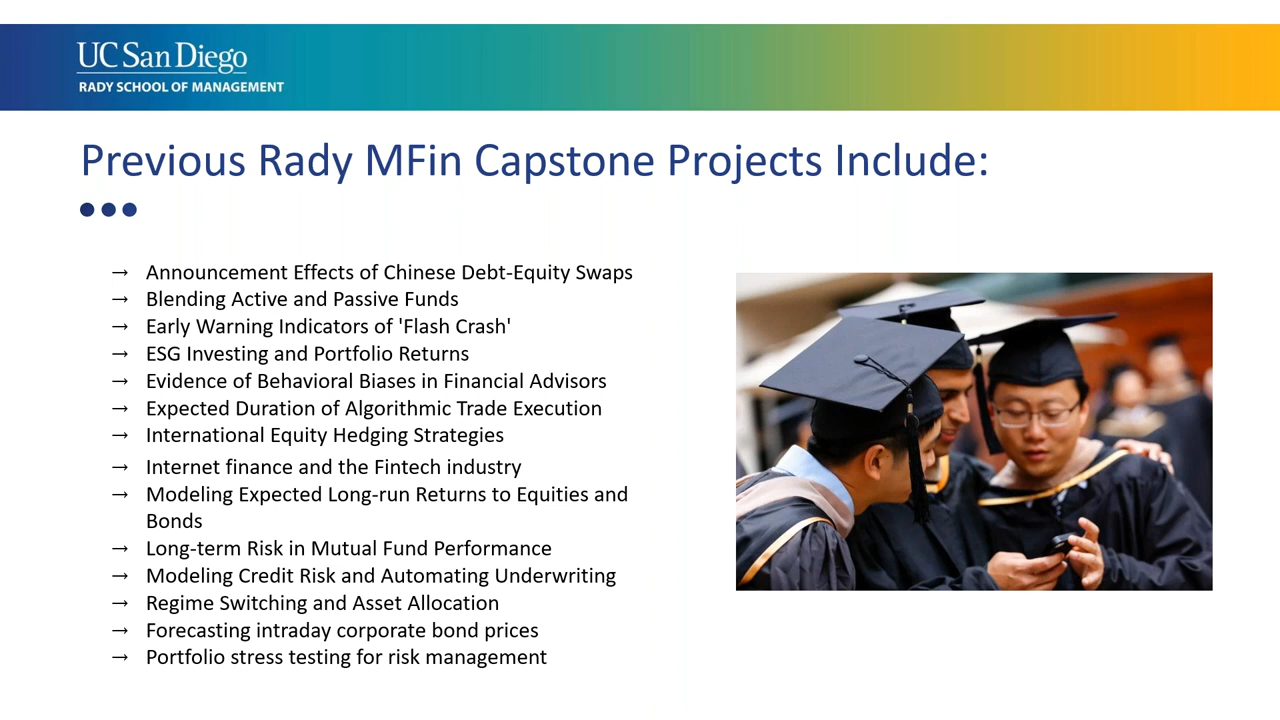 UC San Diego
RADY SCHOOL OF MANAGEMENT
Previous Rady MFin Capstone Projects Include:
→ Announcement Effects of Chinese Debt-Equity Swaps
→ Blending Active and Passive Funds
→ Early Warning Indicators of 'Flash Crash'
→ ESG Investing and Portfolio Returns
→ Evidence of Behavioral Biases in Financial Advisors
→ Expected Duration of Algorithmic Trade Execution
→ International Equity Hedging Strategies
→ Internet finance and the Fintech industry
→ Modeling Expected Long-run Returns to Equities and
Bonds
→ Long-term Risk in Mutual Fund Performance
→ Modeling Credit Risk and Automating Underwriting
→ Regime Switching and Asset Allocation
→ Forecasting intraday corporate bond prices
→ Portfolio stress testing for risk management